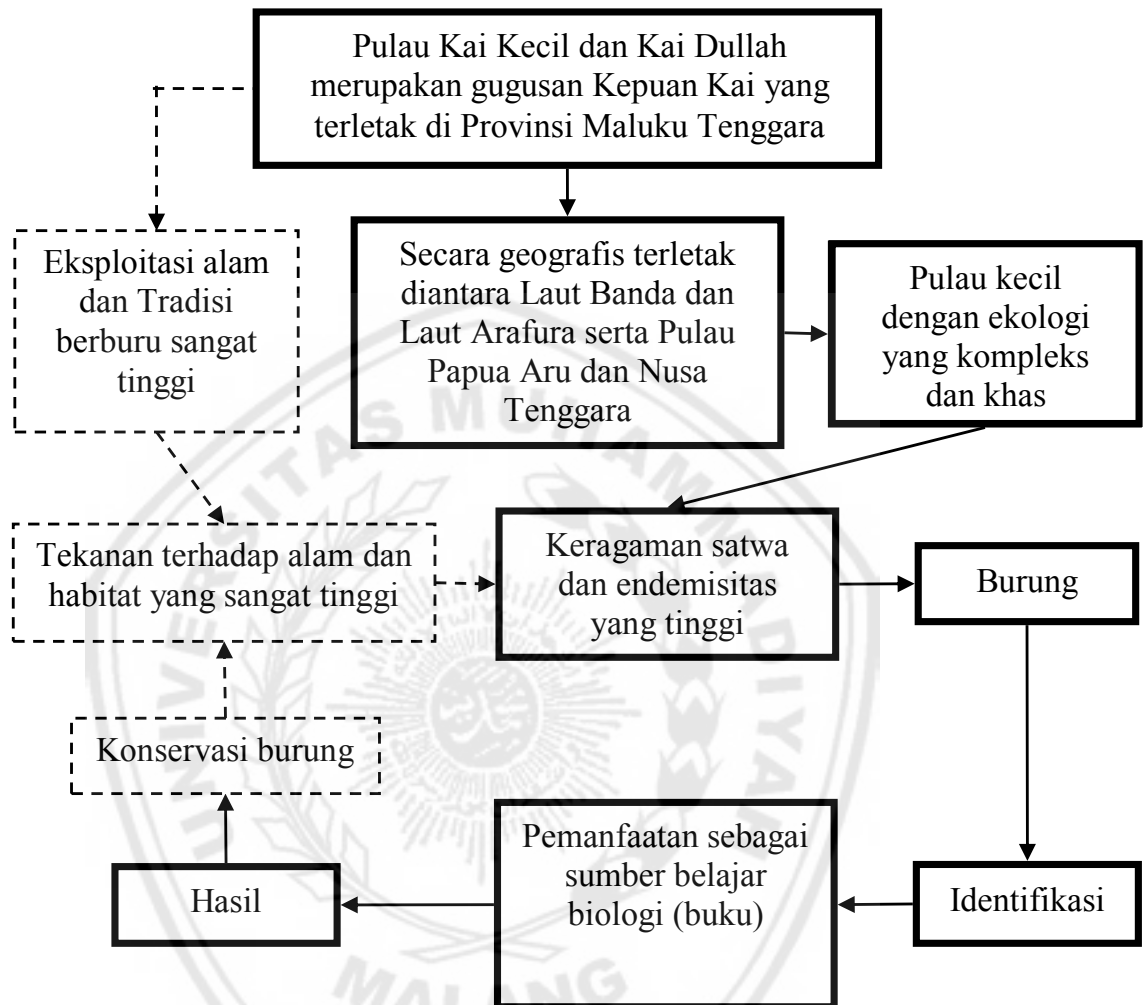 Pulau Kai Kecil dan Kai Dullah
merupakan gugusan Kepuan Kai yang
terletak di Provinsi Maluku Tenggara
Eksploitasi alam
dan Tradisi
berburu sangat
tinggi
Secara geografis terletak
diantara Laut Banda dan
Laut Arafura serta Pulau
Papua Aru dan Nusa
Tenggara
Pulau kecil
dengan ekologi
yang kompleks
dan khas
Tekanan terhadap alam dan
habitat yang sangat tinggi
Keragaman satwa
dan endemisitas
yang tinggi
Burung
Konservasi burung
Hasil
Pemanfaatan sebagai
sumber belajar
biologi (buku)
Identifikasi
UNIVERSITAS MUHAMMADIYAH
MALANG